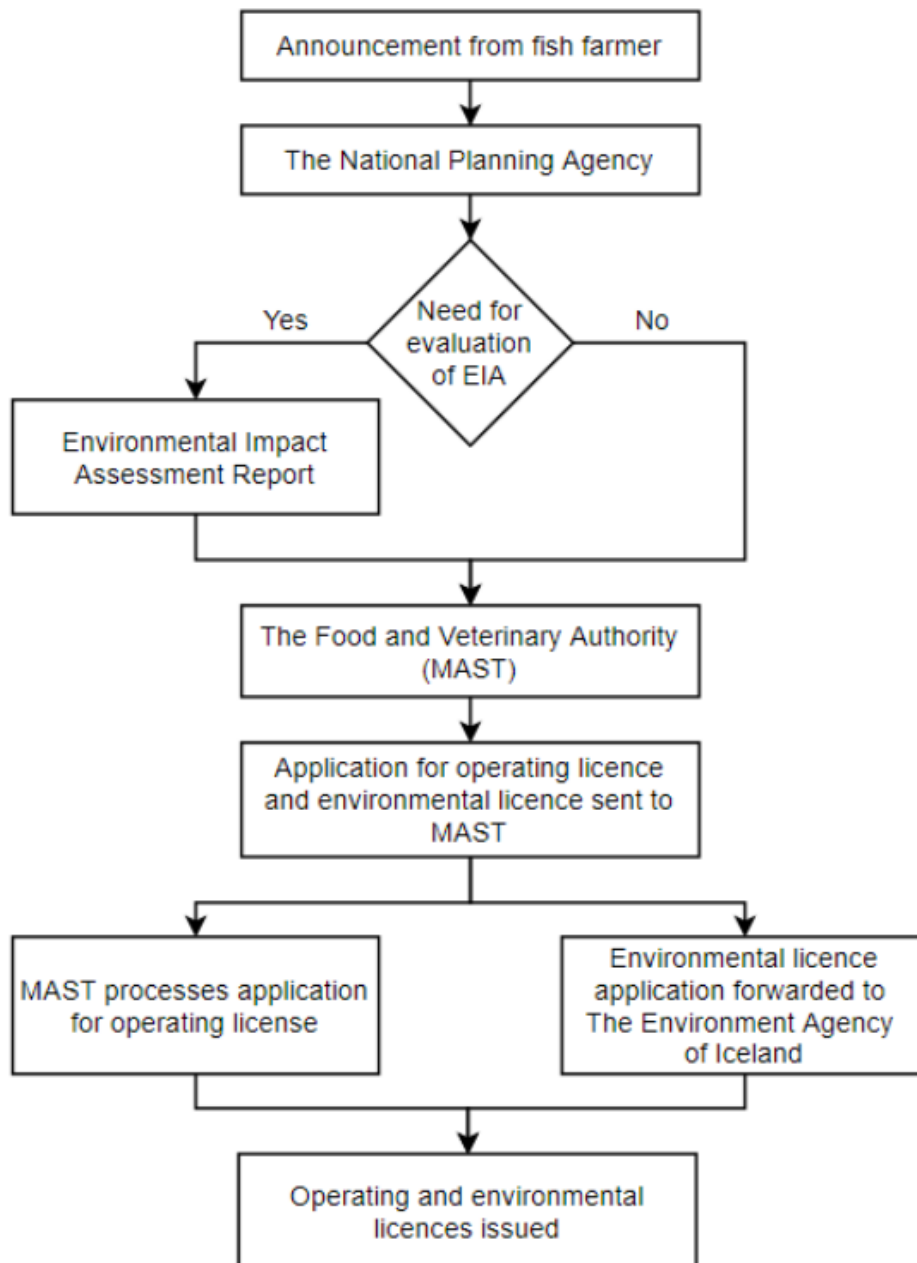 Announcement from fish farmer
The National Planning Agency
Need for
evaluation
of EIA
Yes
No
Environmental Impact
Assessment Report
The Food and Veterinary Authority
(MAST)
Application for operating licence
and environmental licence sent to
MAST
MAST processes application
for operating license
Environmental licence
application forwarded to
The Environment Agency
of Iceland
Operating and environmental
licences issued